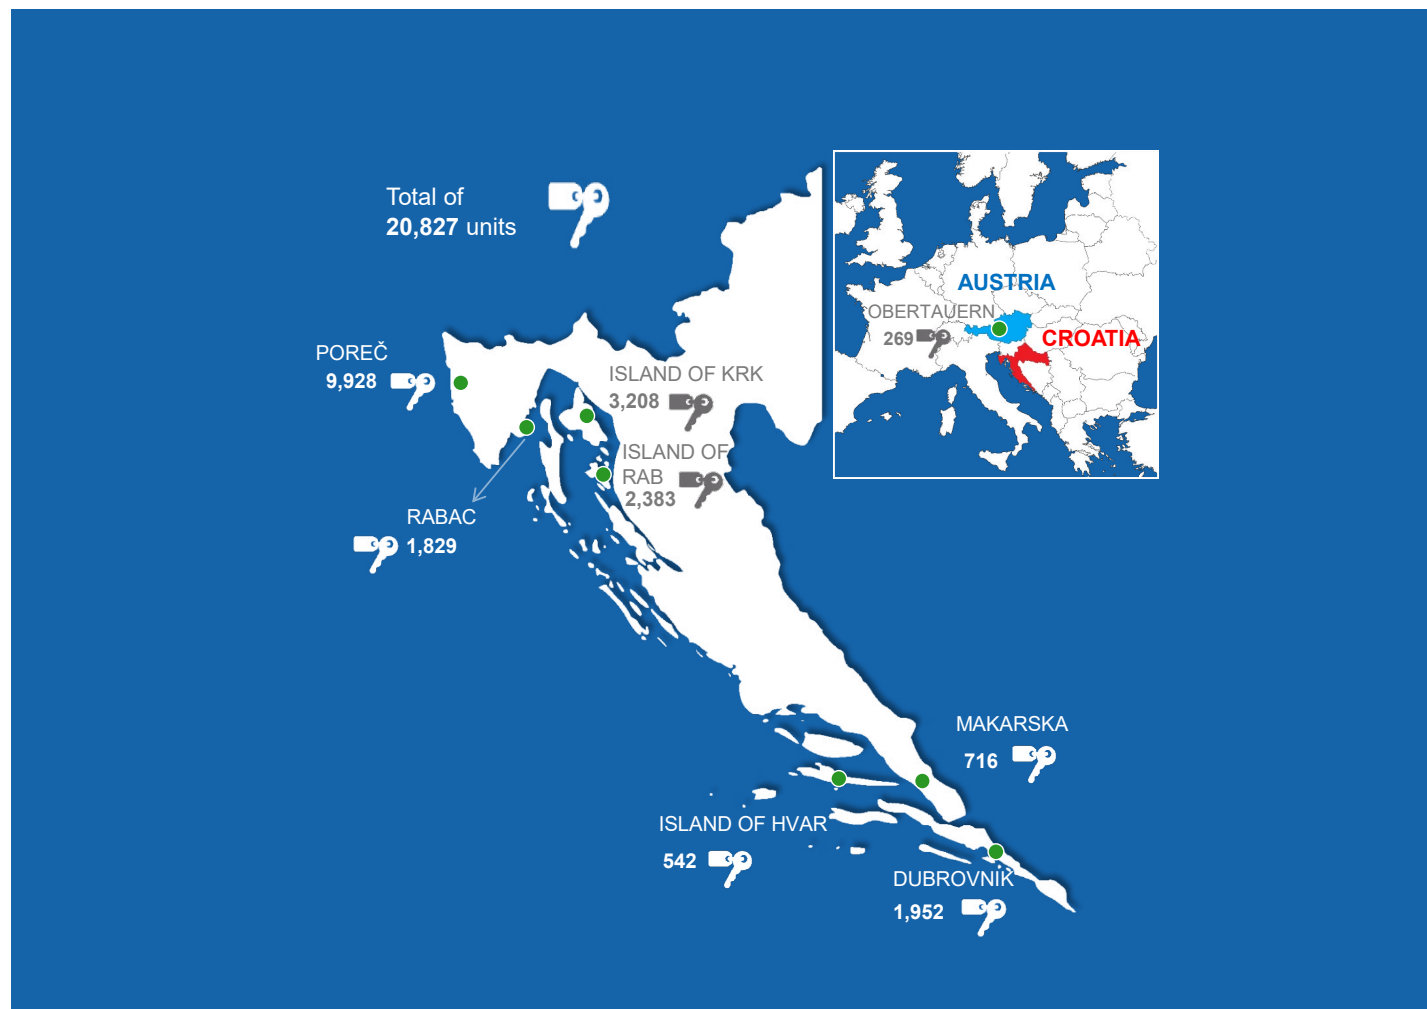 Total of
20,827 units
AUSTRIA
OBERTAUERN
269
CROATIA
POREČ
9,928
ISLAND OF KRK
3,208
ISLAND OF
RAB
2,383
RABAC
1,829
MAKARSKA
716
ISLAND OF HVAR
542
DUBROVNIK
1,952